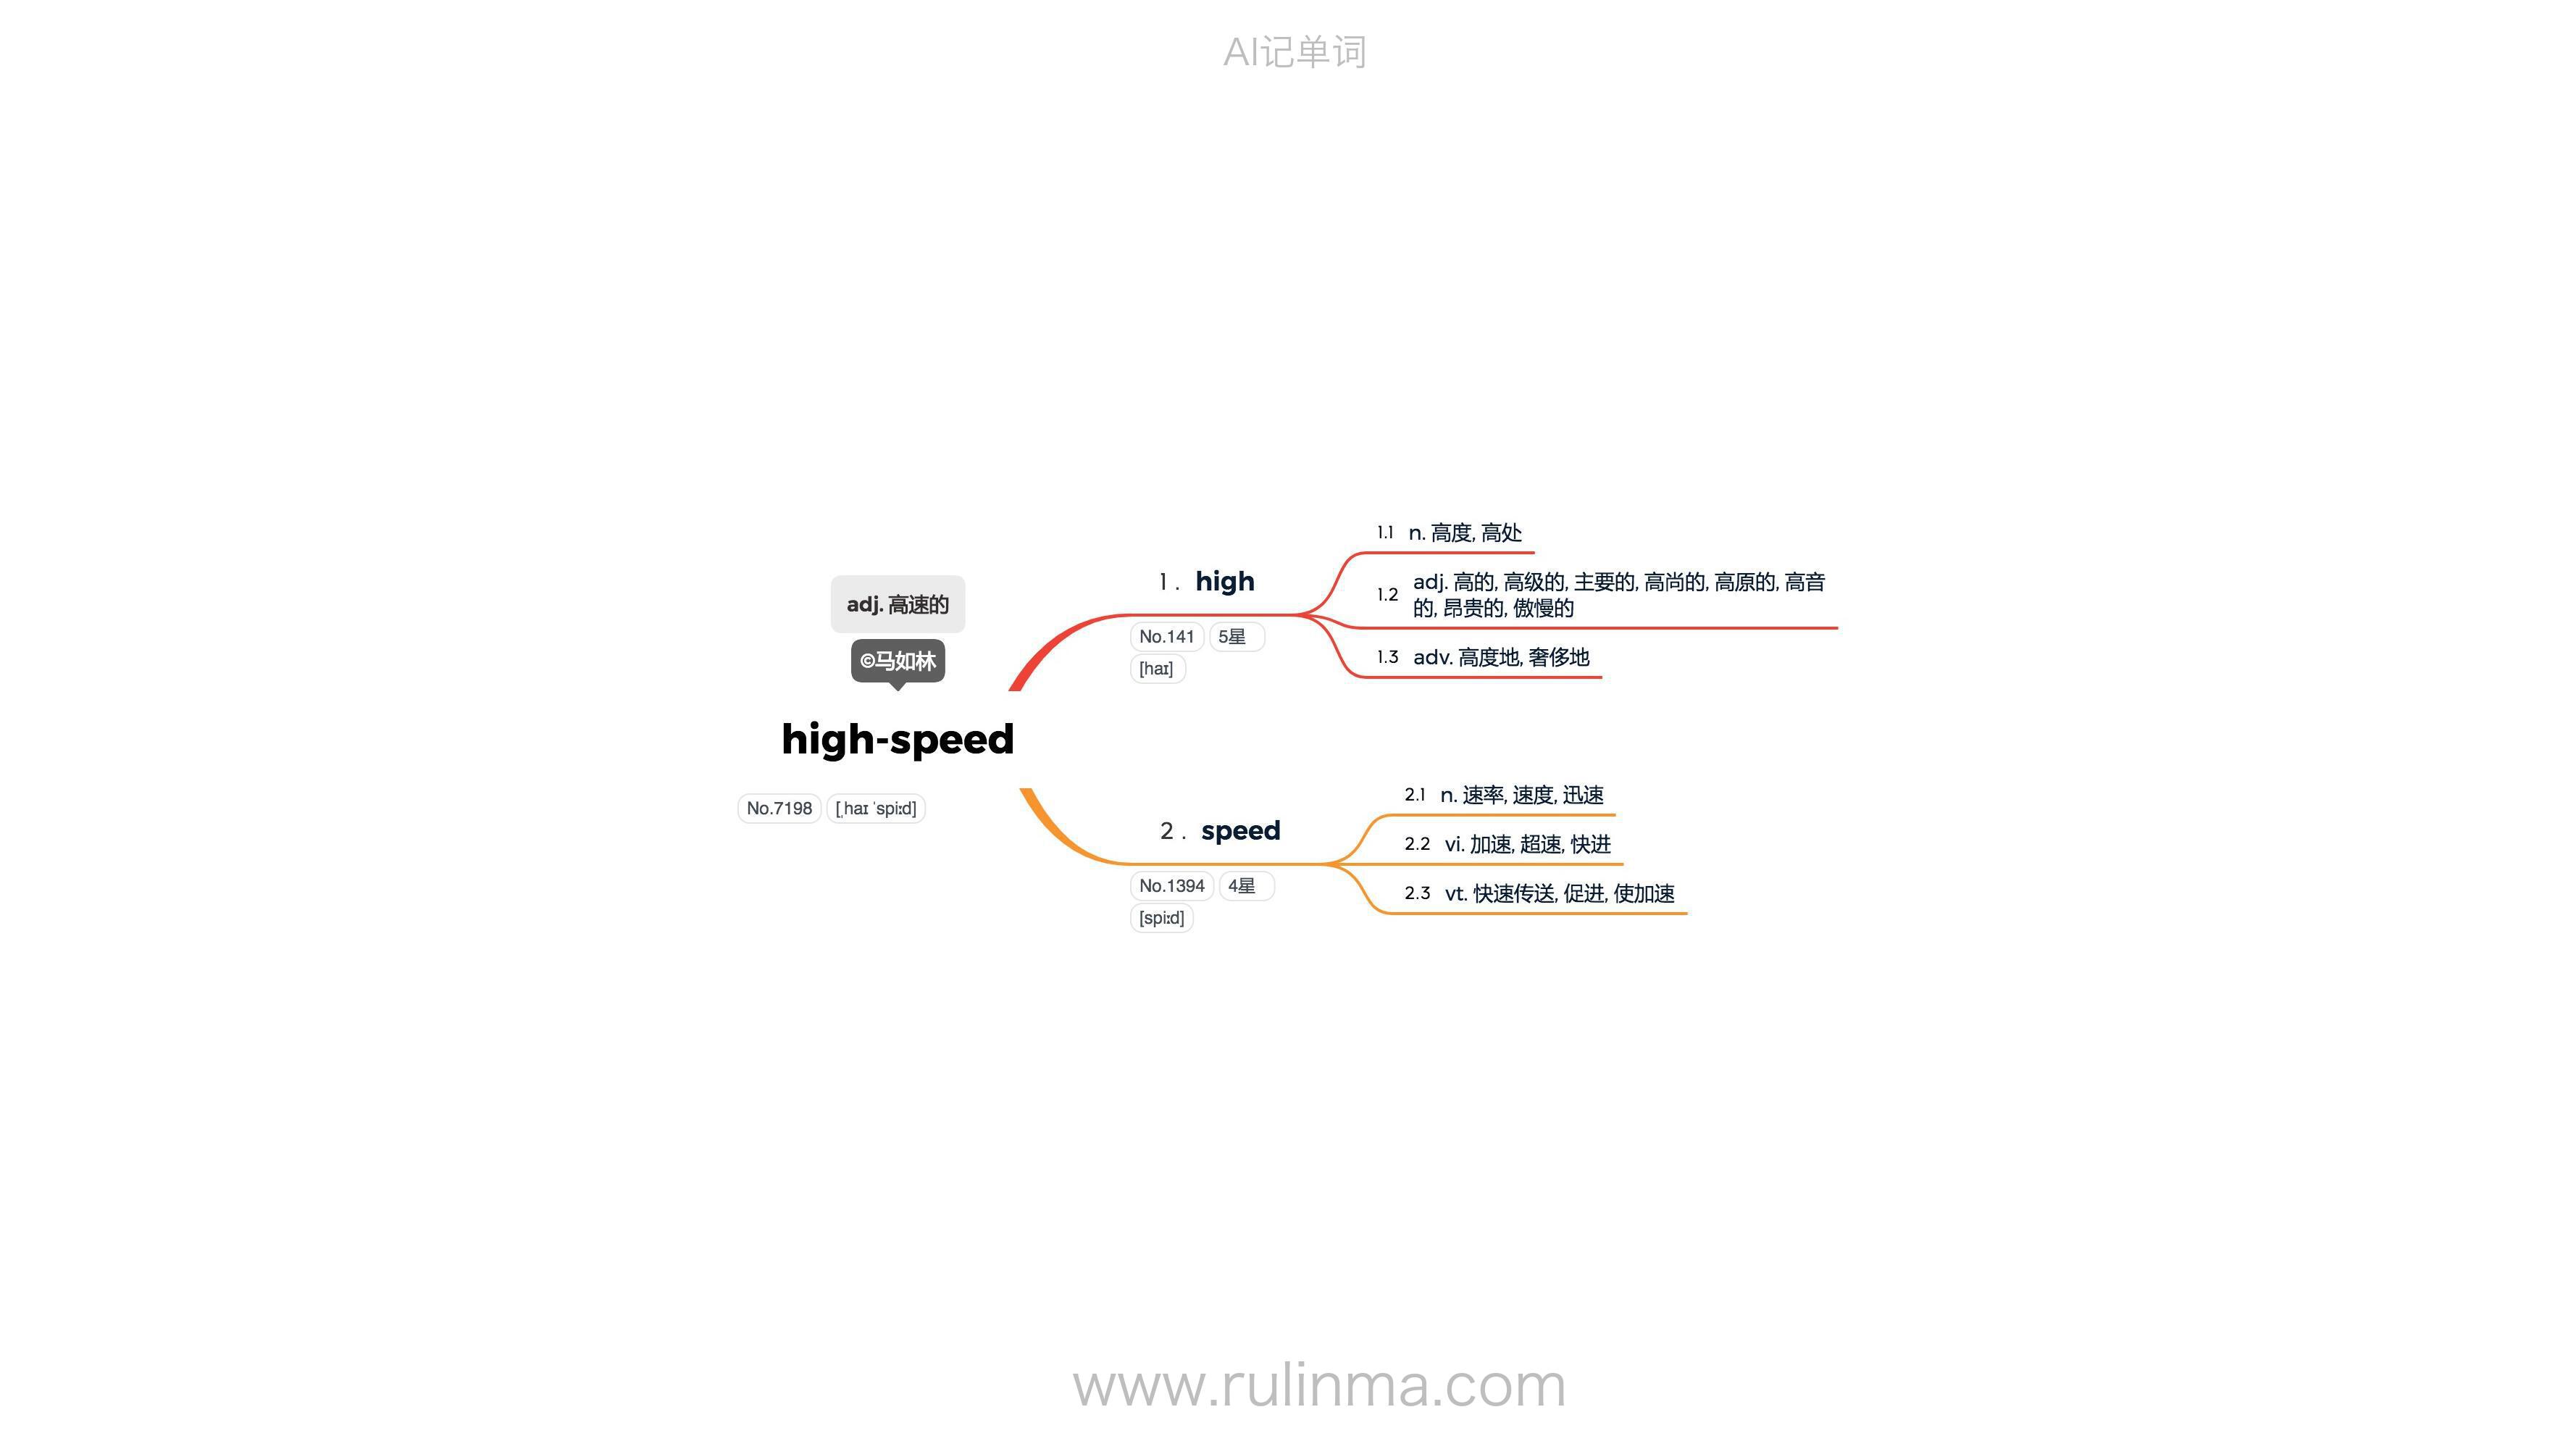 AI记单词
adj. 高速的
©马如林
high-speed
No.7198 [ˌhaɪ ˈspiːd]
1. high
No.141 5星
[haɪ]
1.1 n. 高度, 高处
1.2 adj. 高的, 高级的, 主要的, 高尚的, 高原的, 高音
的, 昂贵的, 傲慢的
1.3 adv. 高度地, 奢侈地
2. speed
No.1394 4星
[spiːd]
2.1 n. 速率, 速度, 迅速
2.2 vi. 加速, 超速, 快进
2.3 vt. 快速传送, 促进, 使加速
www.rulinma.com